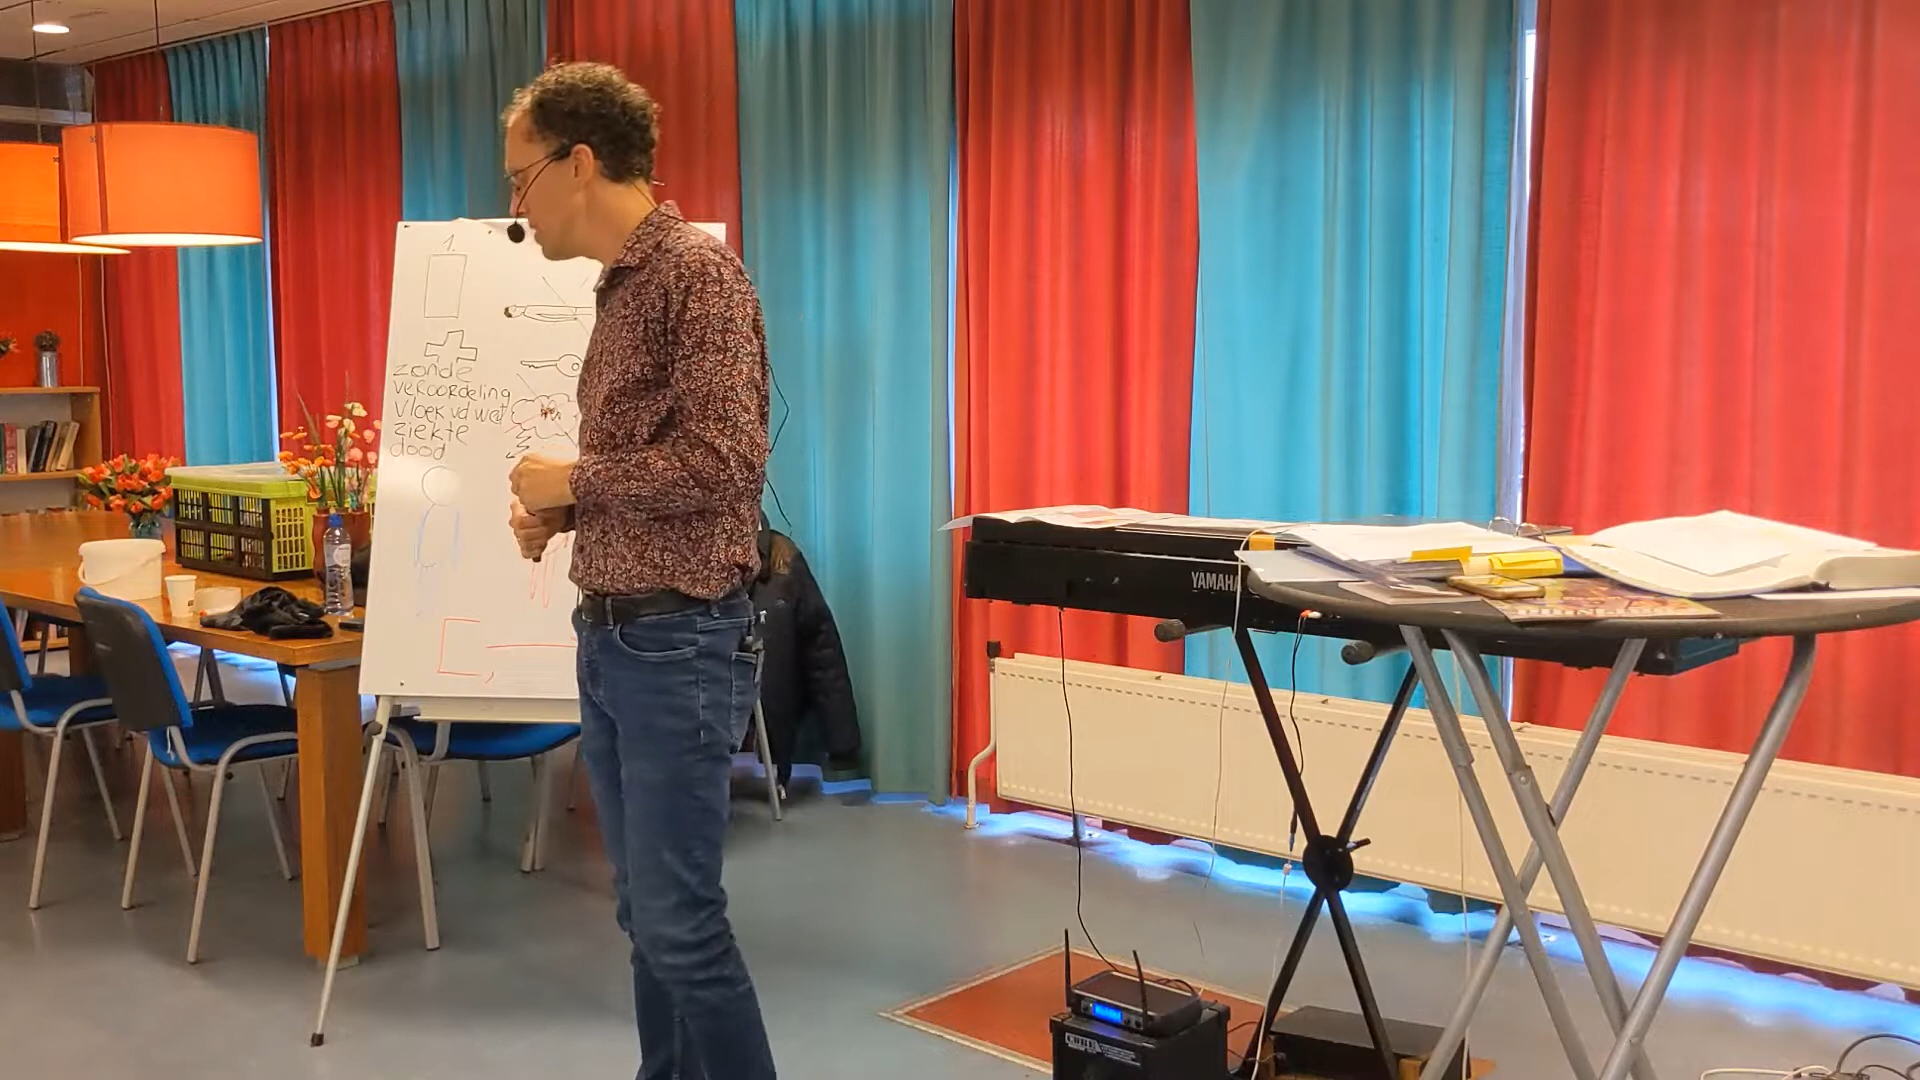 1.
zonde
veroordeling
vloek vd wet
ziekte
dood
YAMAHA